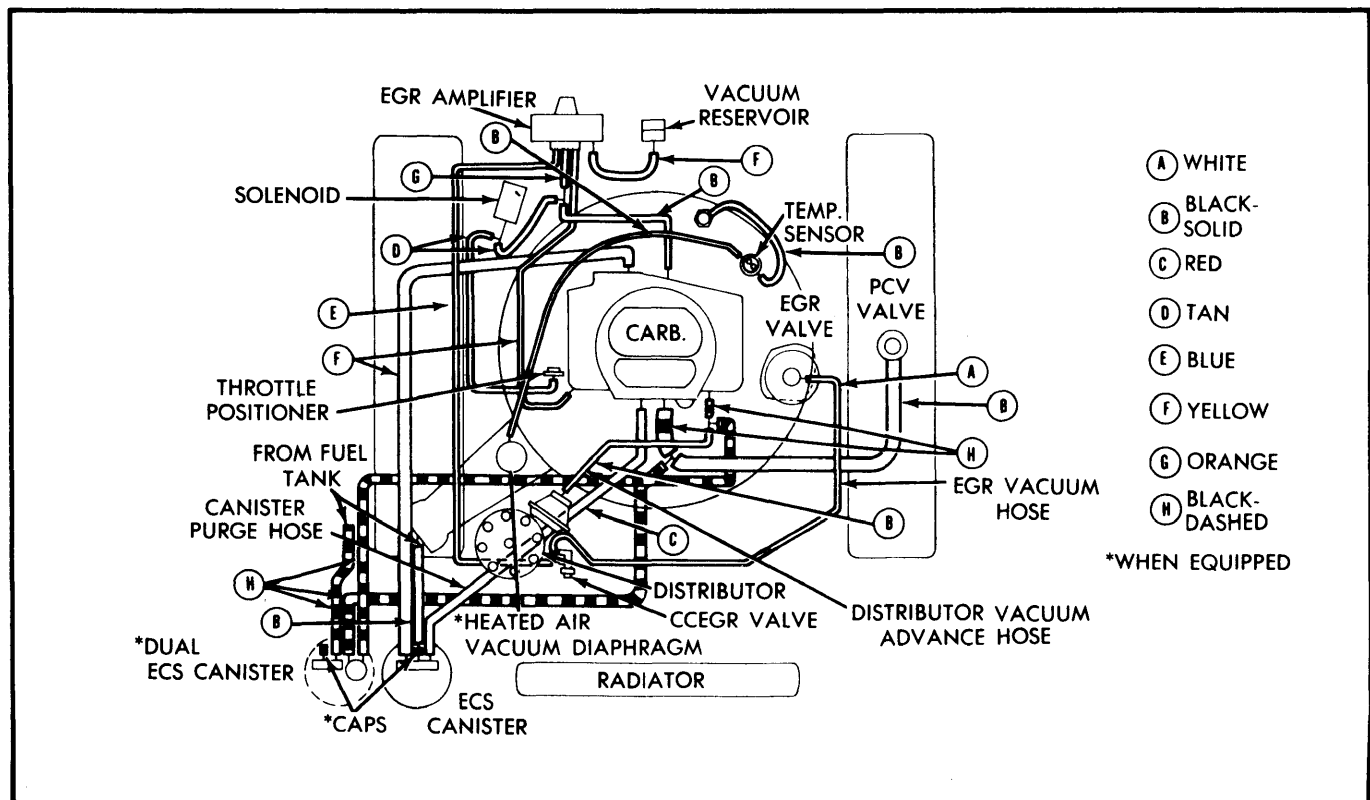 EGR AMPLIFIER
VACUUM
RESERVOIR
B
F
G
B
SOLENOID
TEMP.
SENSOR
D
B
PCV
VALVE
EGR
VALVE
CARB.
E
F
A
B
THROTTLE
POSITIONER
H
FROM FUEL
TANK
EGR VACUUM
HOSE
CANISTER
PURGE HOSE
B
C
H
DISTRIBUTOR
CCEGR VALVE
DISTRIBUTOR VACUUM
ADVANCE HOSE
B
*HEATED AIR
VACUUM DIAPHRAGM
*DUAL
ECS CANISTER
RADIATOR
ECS
CANISTER
*CAPS
A WHITE
B BLACK-
SOLID
C RED
D TAN
E BLUE
F YELLOW
G ORANGE
H BLACK-
DASHED
*WHEN EQUIPPED